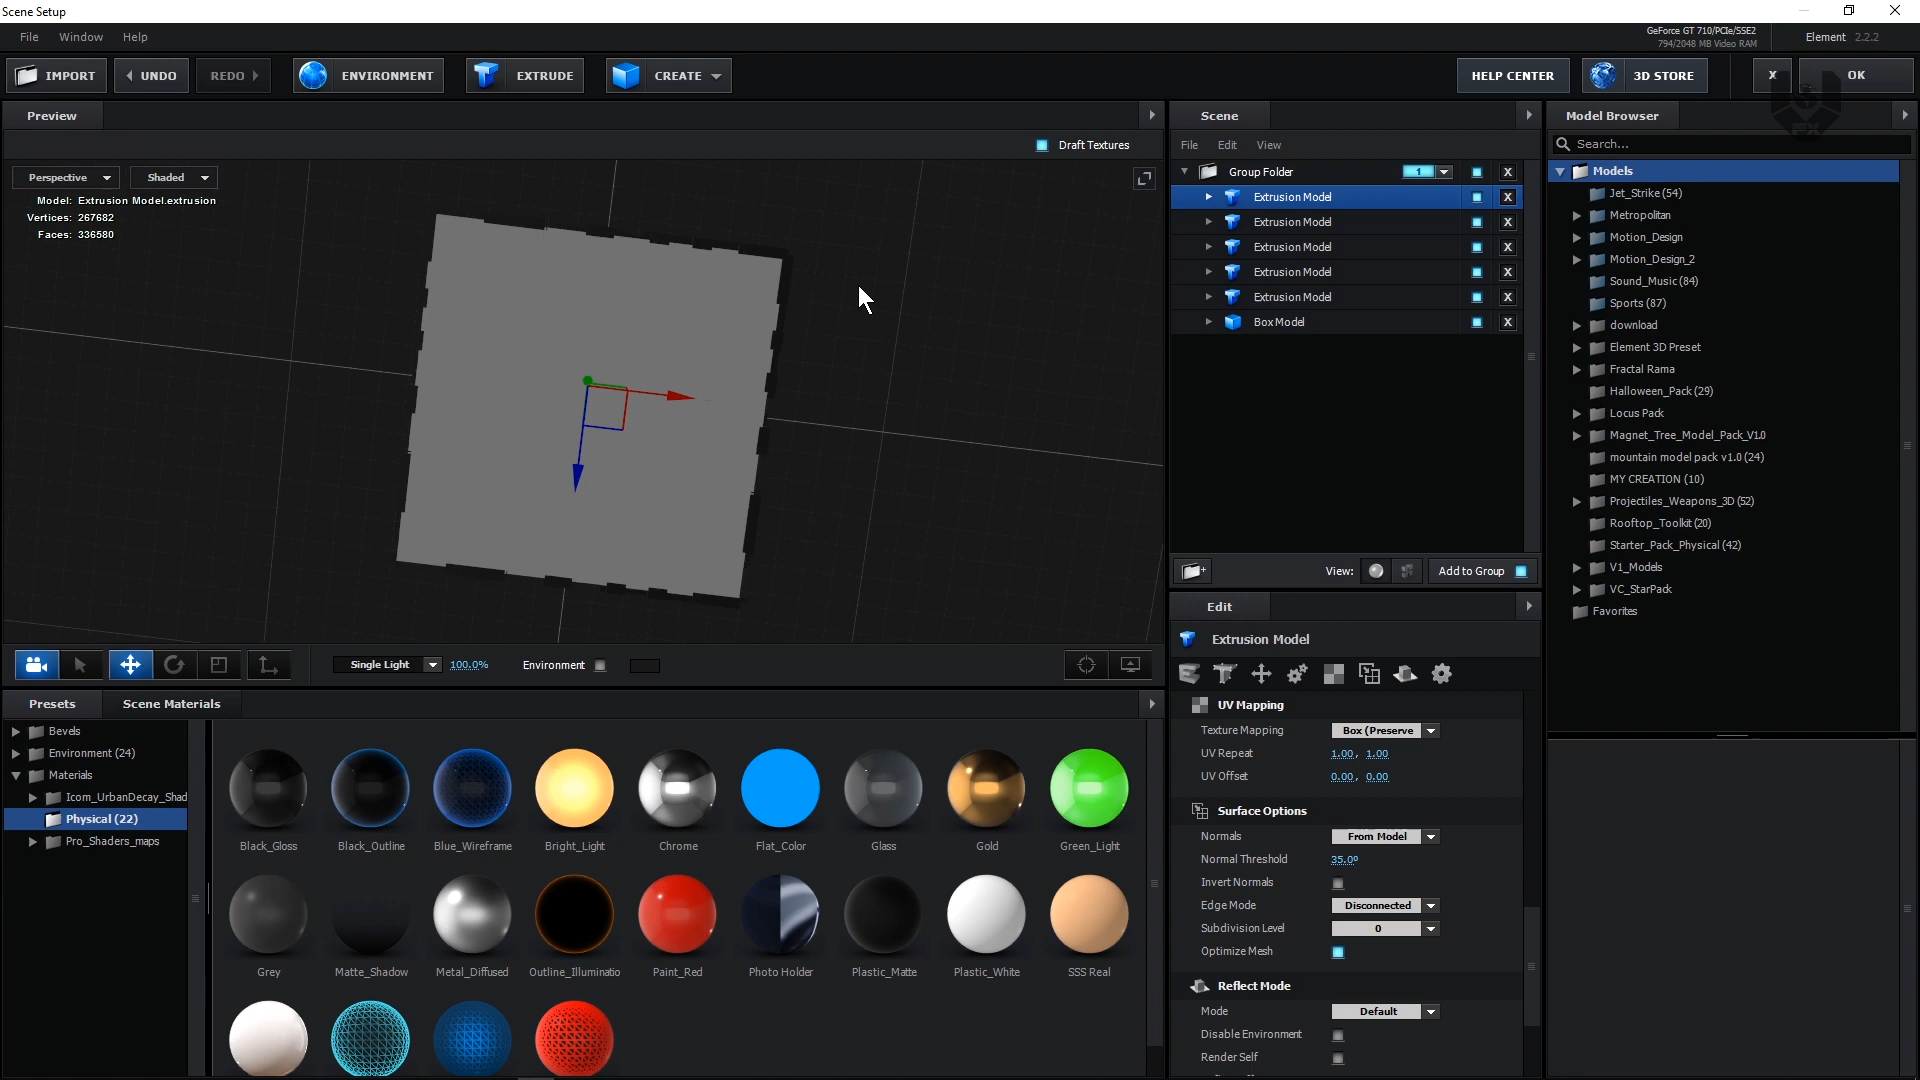 Scene Setup
File Window Help
GeForce GT 710/PCIe/SSE2
794/2048 MB Video RAM
Element 2.2.2
IMPORT UNDO REDO ENVIRONMENT EXTRUDE CREATE HELP CENTER 3D STORE X OK
Preview
Draft Textures
Perspective Shaded
Model: Extrusion Model.extrusion
Vertices: 267682
Faces: 336580
Single Light 100.0% Environment
Scene
File Edit View
Group Folder 1 X
Extrusion Model X
Extrusion Model X
Extrusion Model X
Extrusion Model X
Extrusion Model X
Box Model X
View: Add to Group
Edit
Extrusion Model
UV Mapping
Texture Mapping Box (Preserve
UV Repeat 1.00, 1.00
UV Offset 0.00, 0.00
Surface Options
Normals From Model
Normal Threshold 35.0º
Invert Normals
Edge Mode Disconnected
Subdivision Level 0
Optimize Mesh
Reflect Mode
Mode Default
Disable Environment
Render Self
Model Browser
Search...
Models
Jet_Strike (54)
Metropolitan
Motion_Design
Motion_Design_2
Sound_Music (84)
Sports (87)
download
Element 3D Preset
Fractal Rama
Halloween_Pack (29)
Locus Pack
Magnet_Tree_Model_Pack_V1.0
mountain model pack v1.0 (24)
MY CREATION (10)
Projectiles_Weapons_3D (52)
Rooftop_Toolkit (20)
Starter_Pack_Physical (42)
V1_Models
VC_StarPack
Favorites
Presets Scene Materials
Bevels
Environment (24)
Materials
Icom_UrbanDecay_Shad
Physical (22)
Pro_Shaders_maps
Black_Gloss Black_Outline Blue_Wireframe Bright_Light Chrome Flat_Color Glass Gold Green_Light
Grey Matte_Shadow Metal_Diffused Outline_Illuminatio Paint_Red Photo Holder Plastic_Matte Plastic_White SSS Real